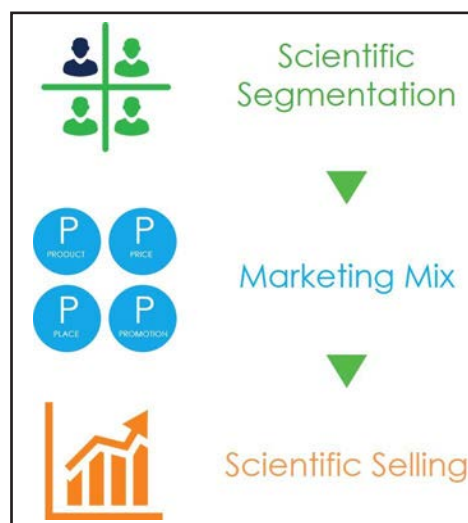 Scientific
Segmentation
P
PRODUCT
P
PRICE
P
PLACE
P
PROMOTION
Marketing Mix
Scientific Selling